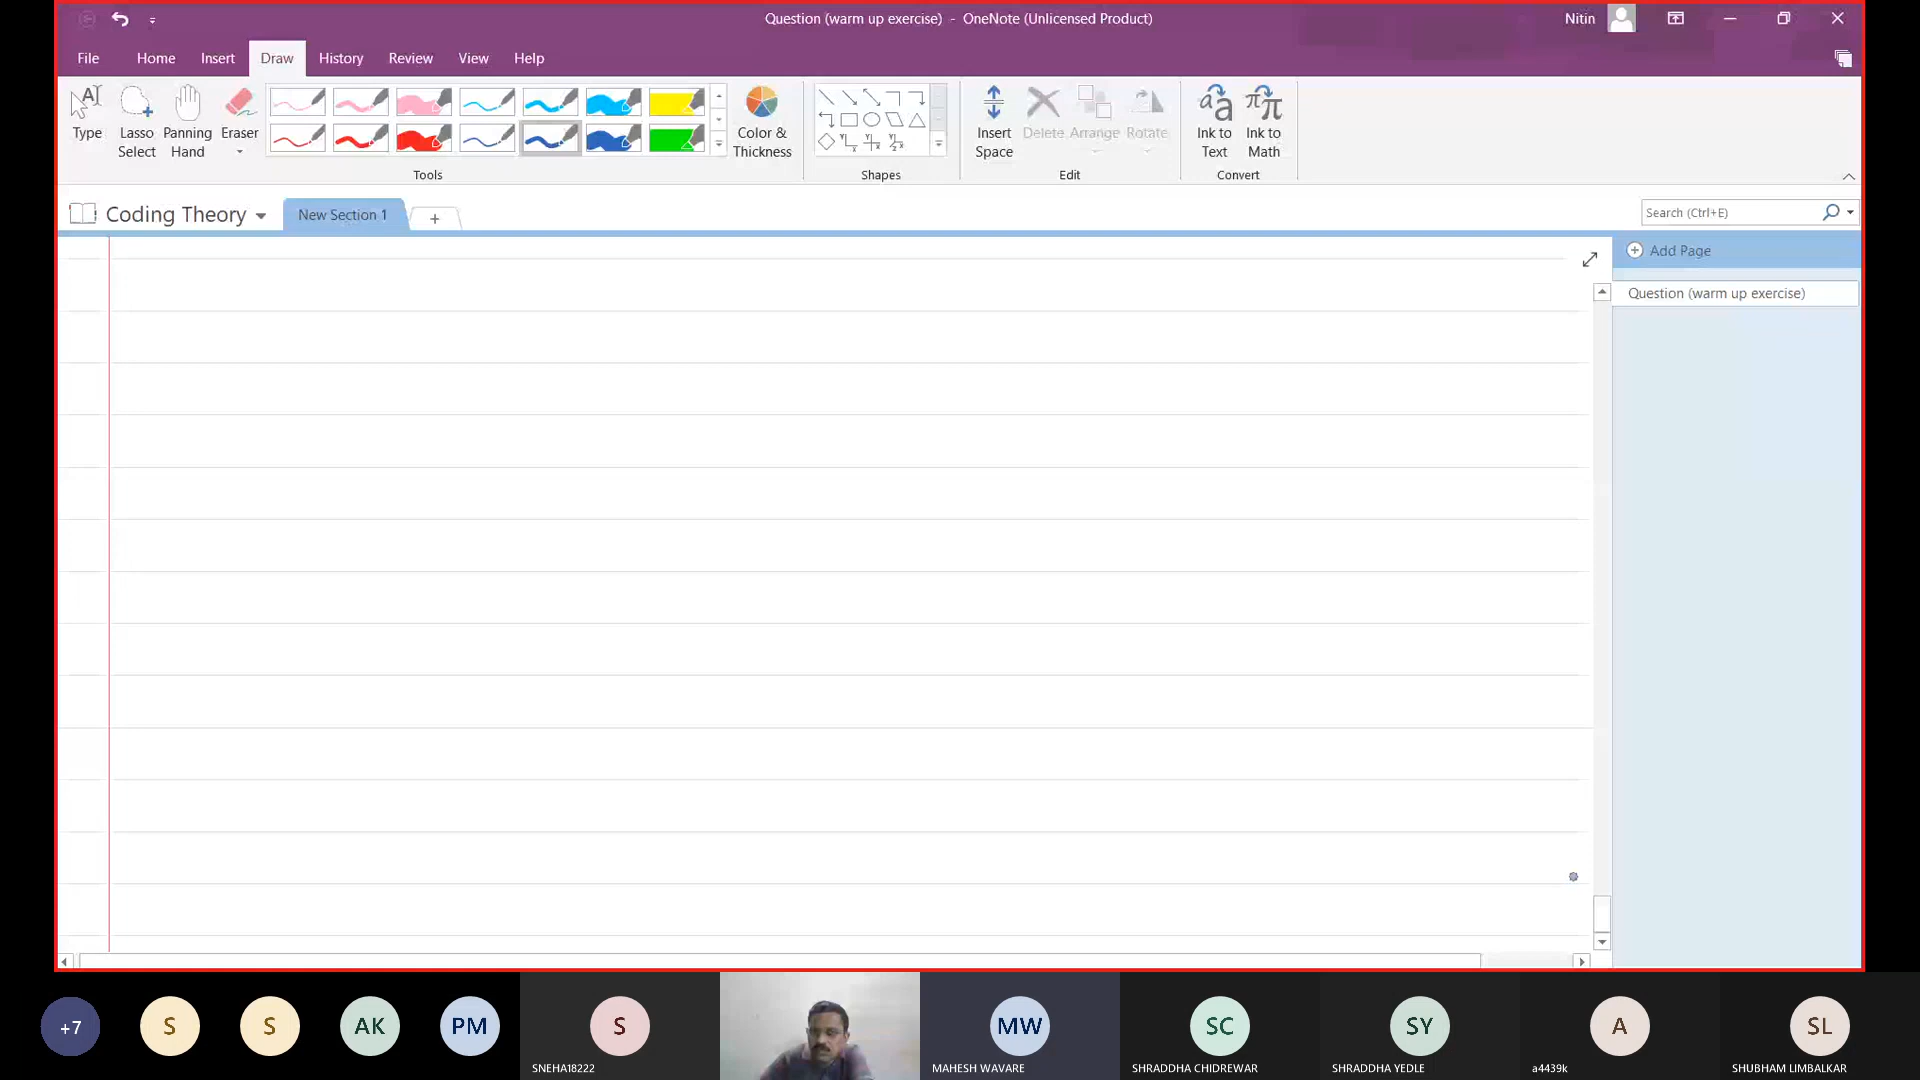 Question (warm up exercise) - OneNote (Unlicensed Product)
Nitin
File Home Insert Draw History Review View Help
Type
Lasso Select
Panning Hand
Eraser
Color & Thickness
Insert Space
Delete
Arrange
Rotate
Ink to Text
Ink to Math
Tools Shapes Edit Convert
Coding Theory
New Section 1
+
Search (Ctrl+E)
Add Page
Question (warm up exercise)
+7
S
S
AK
PM
S
MW
SC
SY
A
SL
SNEHA18222
MAHESH WAVARE
SHRADDHA CHIDREWAR
SHRADDHA YEDLE
a4439k
SHUBHAM LIMBALKAR